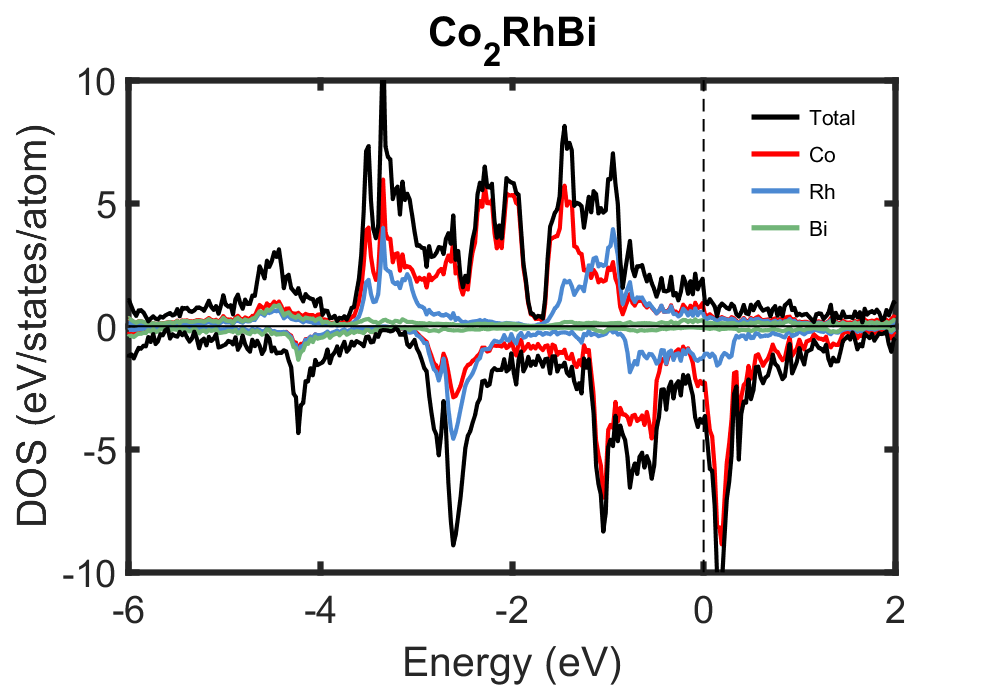 Co₂RhBi
DOS (eV/states/atom)
10
5
0
-5
-10
Total
Co
Rh
Bi
-6 -4 -2 0 2
Energy (eV)